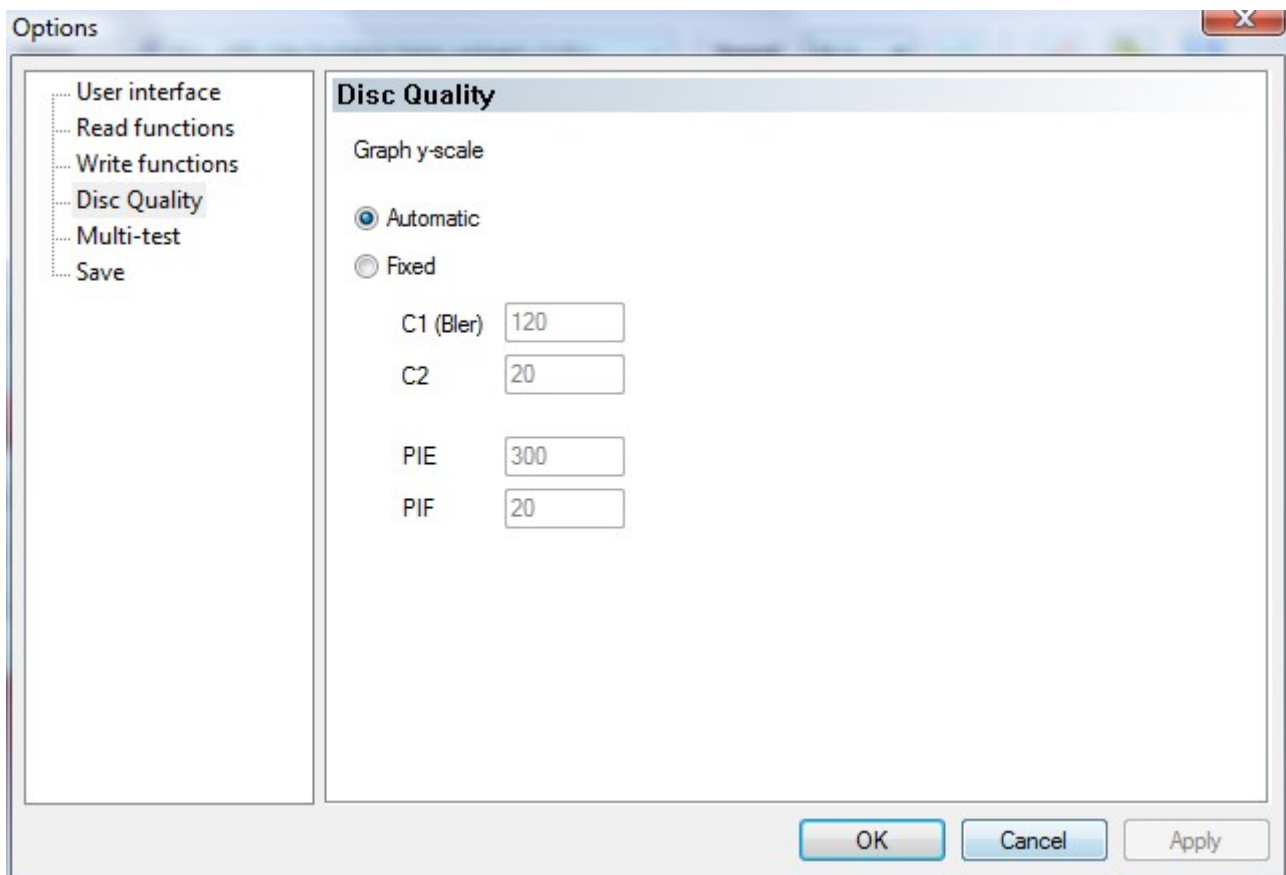 Options
User interface
Read functions
Write functions
Disc Quality
Multi-test
Save
Disc Quality
Graph y-scale
Automatic
Fixed
C1 (Bler) 120
C2 20
PIE 300
PIF 20
OK Cancel Apply